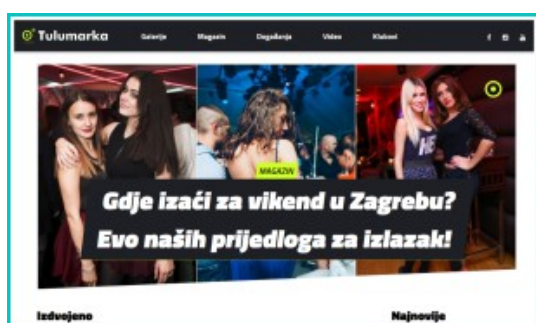 Tulumarka
Galerije Magazin Događanja Video Klubovi
MAGAZIN
Gdje izaći za vikend u Zagrebu?
Evo naših prijedloga za izlazak!
Izdvojeno Najnovije